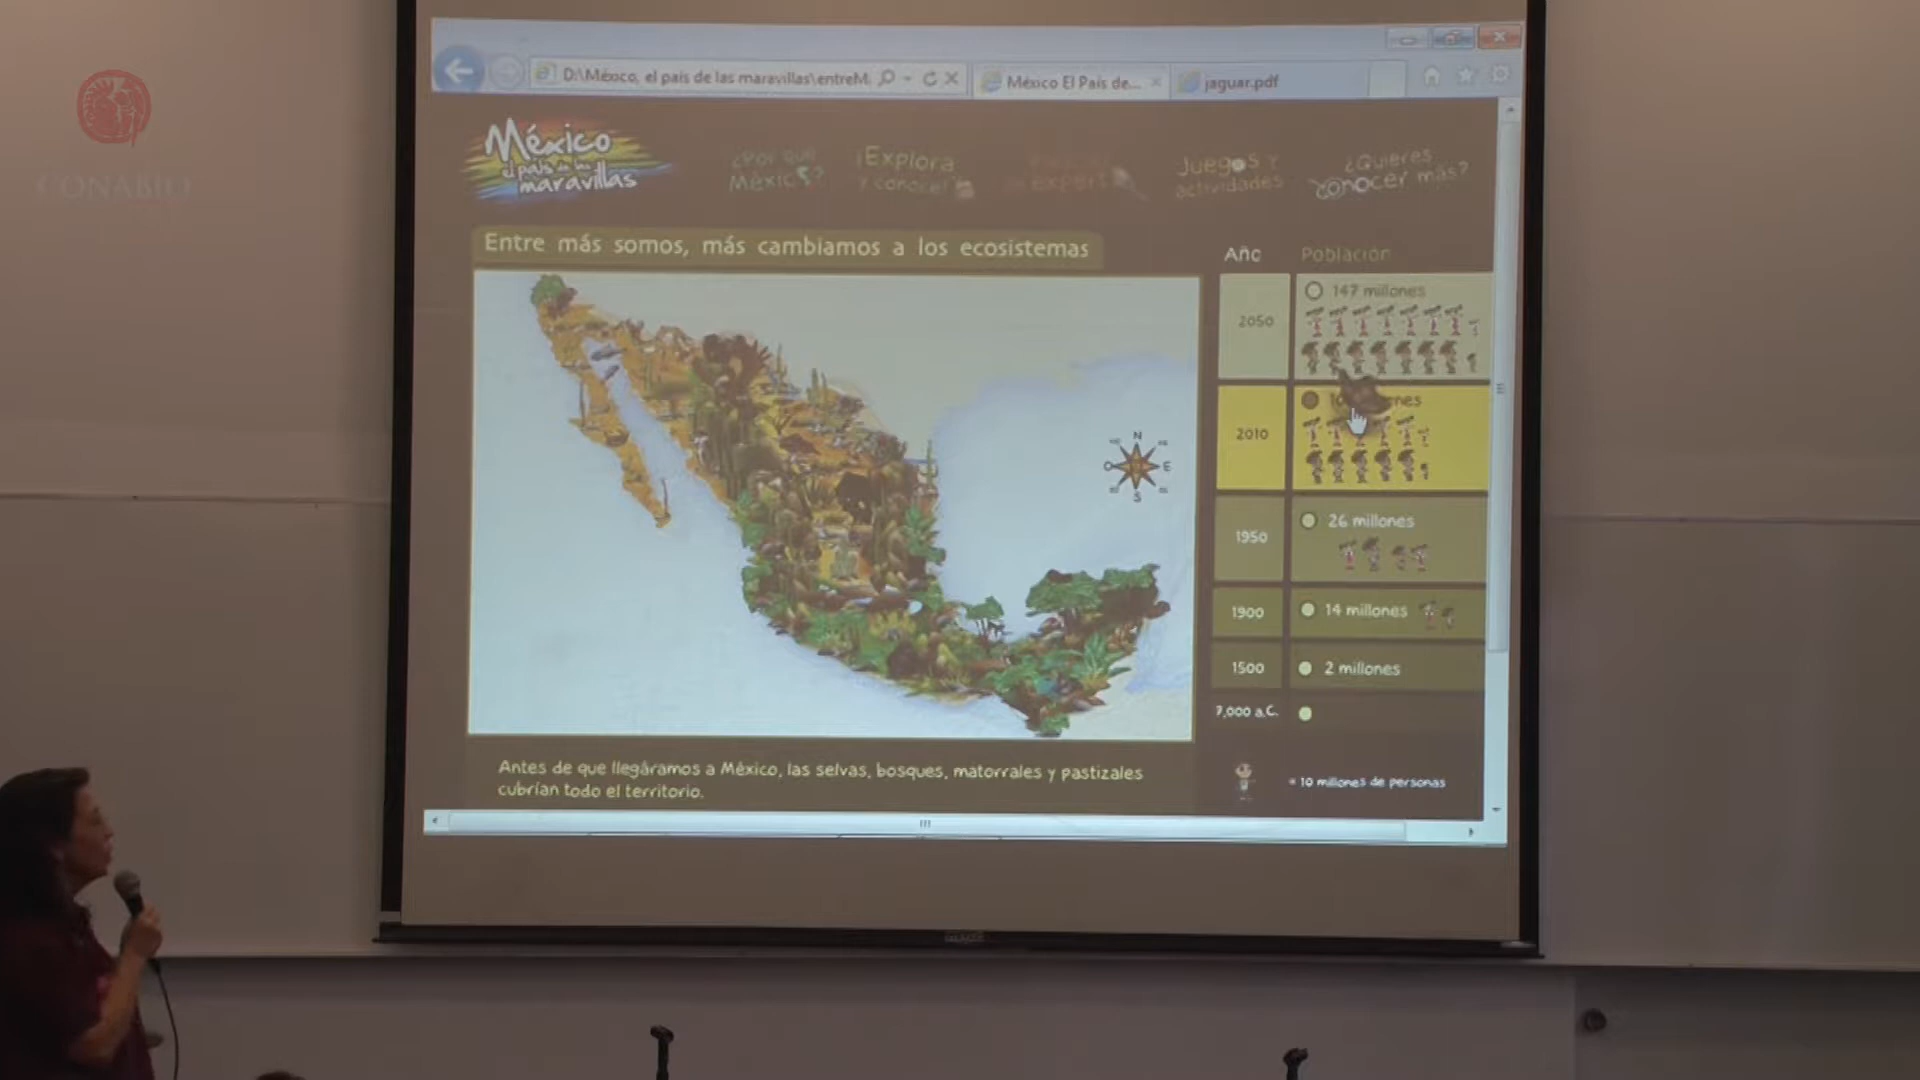 CONABIO
D:\México, el país de las maravillas\entreM
México El País de...
jaguar.pdf
México
el país de las
maravillas
¿Por qué
México?
¡Explora
y conoce!
experto
Juegos y
actividades
¿Quieres
conocer más?
Entre más somos, más cambiamos a los ecosistemas
Año
Población
2050
147 millones
2010
1950
26 millones
1900
14 millones
1500
2 millones
7,000 a.C.
N
O
E
S
Antes de que llegáramos a México, las selvas, bosques, matorrales y pastizales
cubrían todo el territorio.
= 10 millones de personas